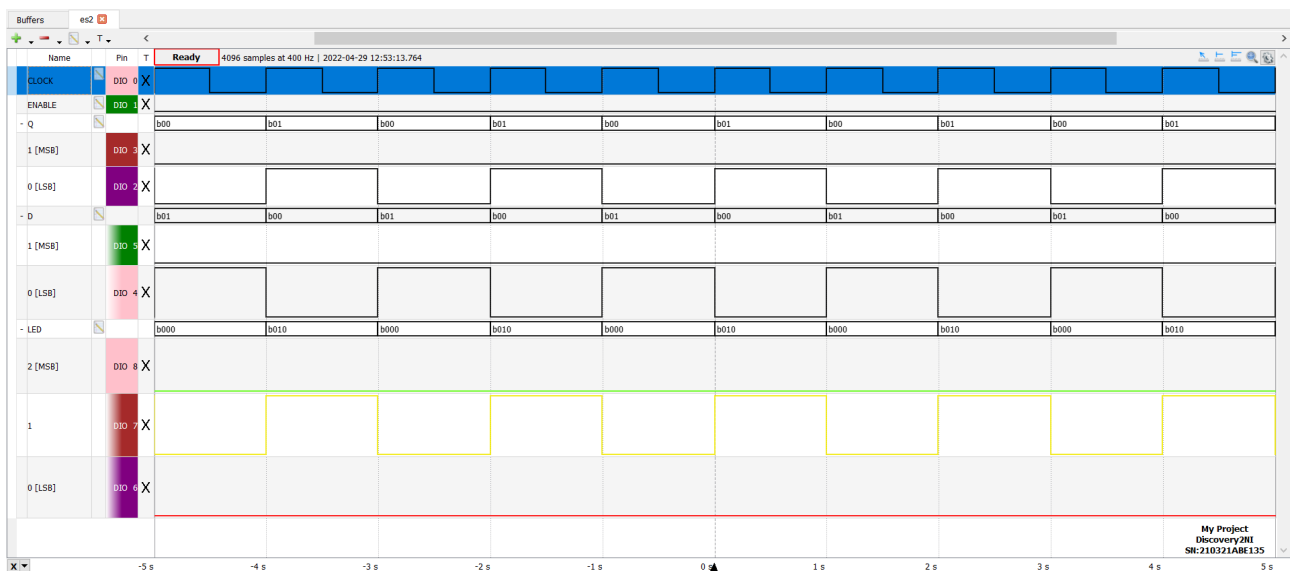 Buffers es2
T
<
>
Name Pin T Ready 4096 samples at 400 Hz | 2022-04-29 12:53:13.764
CLOCK DIO 0 X
ENABLE DIO 1 X
- Q b00 b01 b00 b01 b00 b01 b00 b01 b00 b01
1 [MSB] DIO 3 X
0 [LSB] DIO 2 X
- D b01 b00 b01 b00 b01 b00 b01 b00 b01 b00
1 [MSB] DIO 5 X
0 [LSB] DIO 4 X
- LED b000 b010 b000 b010 b000 b010 b000 b010 b000 b010
2 [MSB] DIO 8 X
1 DIO 7 X
0 [LSB] DIO 6 X
My Project
Discovery2NI
SN:210321ABE135
X -5 s -4 s -3 s -2 s -1 s 0 s 1 s 2 s 3 s 4 s 5 s